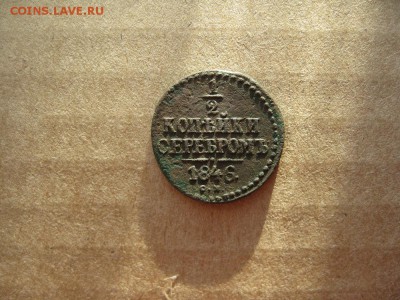 COINS.LAVE.RU
1
2
КОПѢЙКИ
СЕРЕБРОМЪ
1846.